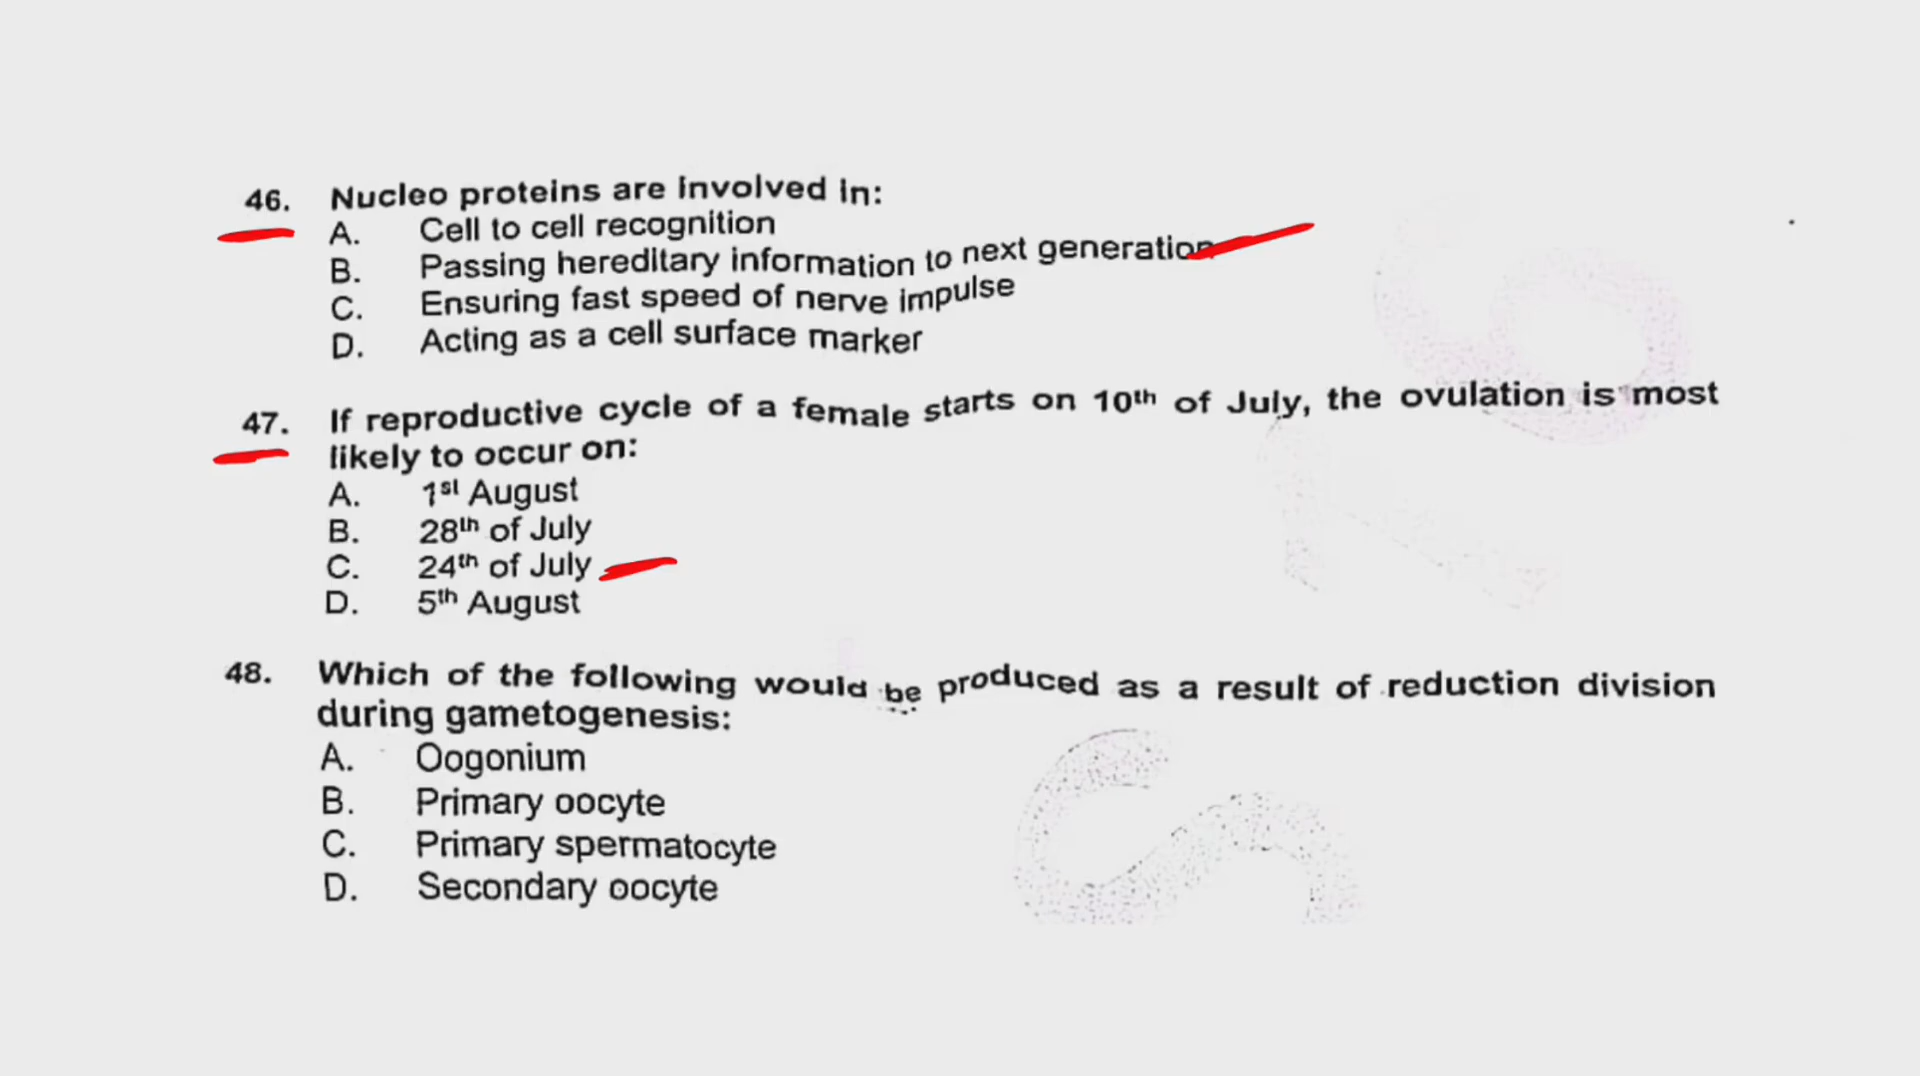 46. Nucleo proteins are involved in:
A. Cell to cell recognition
B. Passing hereditary information to next generation
C. Ensuring fast speed of nerve impulse
D. Acting as a cell surface marker
47. If reproductive cycle of a female starts on 10th of July, the ovulation is most
likely to occur on:
A. 1st August
B. 28th of July
C. 24th of July
D. 5th August
48. Which of the following would be produced as a result of reduction division
during gametogenesis:
A. Oogonium
B. Primary oocyte
C. Primary spermatocyte
D. Secondary oocyte